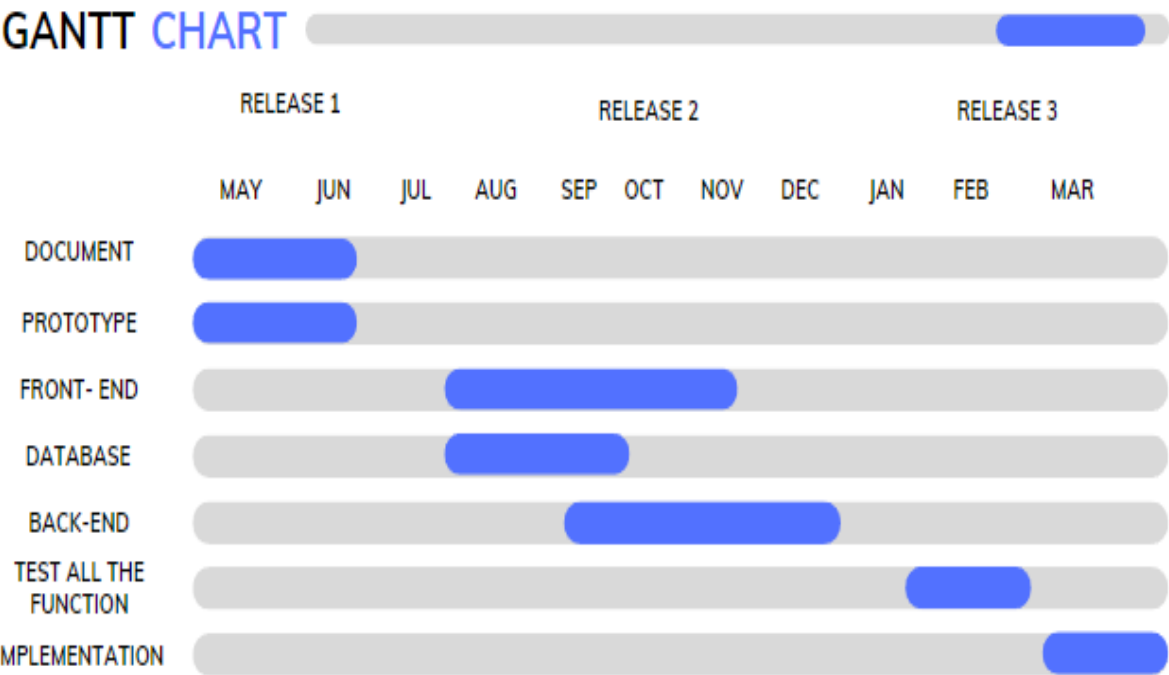 GANTT CHART
RELEASE 1 RELEASE 2 RELEASE 3
MAY JUN JUL AUG SEP OCT NOV DEC JAN FEB MAR
DOCUMENT
PROTOTYPE
FRONT- END
DATABASE
BACK-END
TEST ALL THE
FUNCTION
MPLEMENTATION